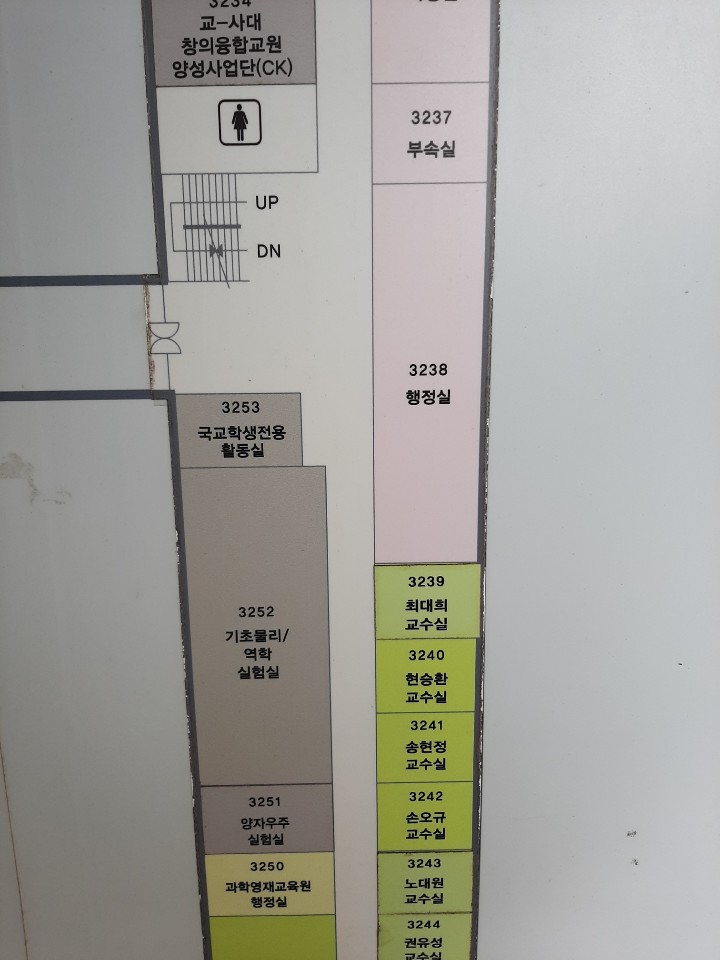 3234
교-사대
창의융합교원
양성사업단(CK)
UP
DN
3237
부속실
3238
행정실
3253
국교학생전용
활동실
3252
기초물리/
역학
실험실
3251
양자우주
실험실
3250
과학영재교육원
행정실
3239
최대희
교수실
3240
현승환
교수실
3241
송현정
교수실
3242
손오규
교수실
3243
노대원
교수실
3244
권유성
교수실